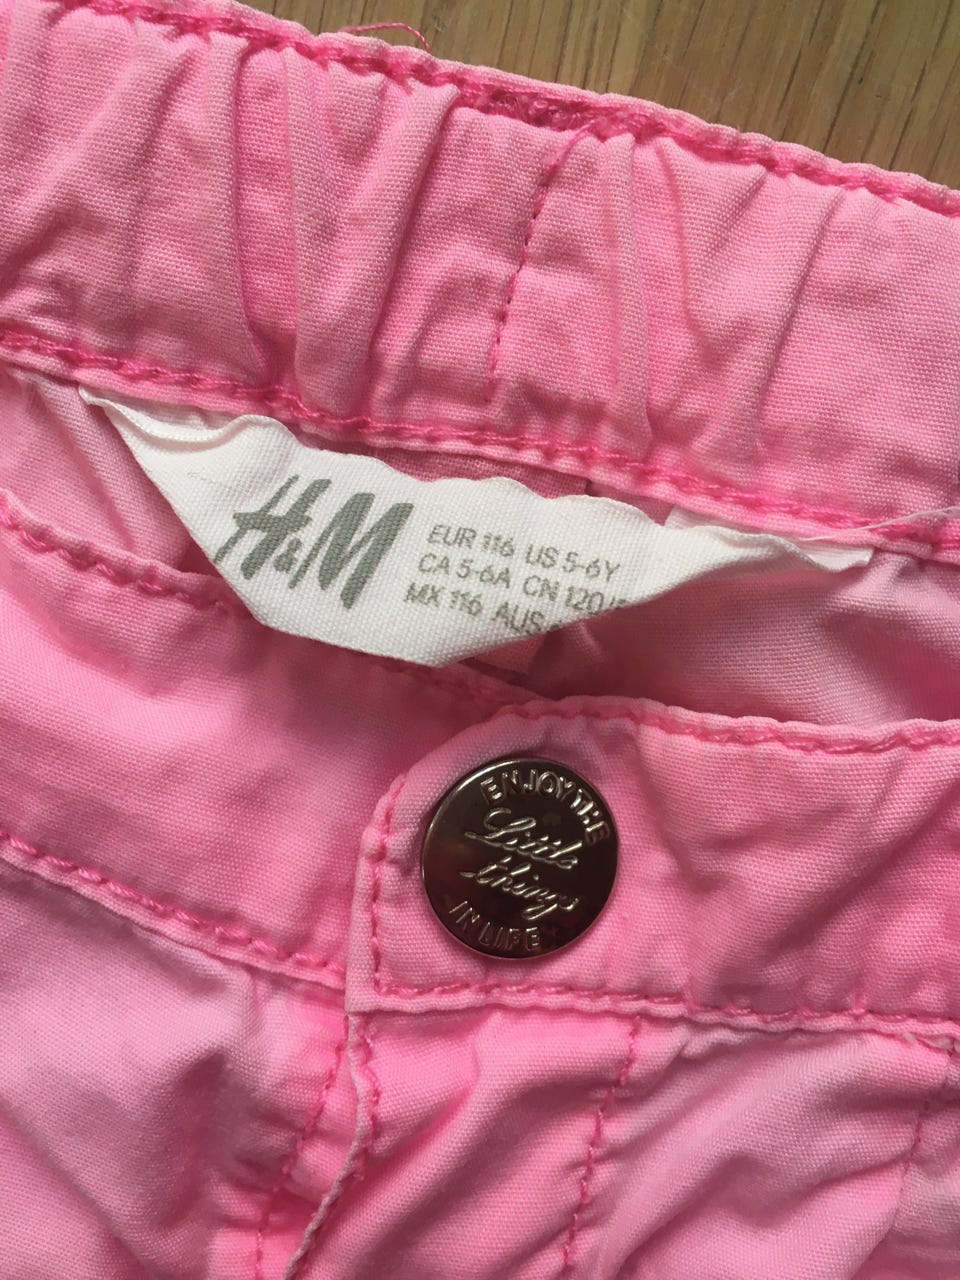 H&M
EUR 116 US 5-6Y
CA 5-6A CN 120/
MX 116 AUS
ENJOY THE
Little
things
IN LIFE